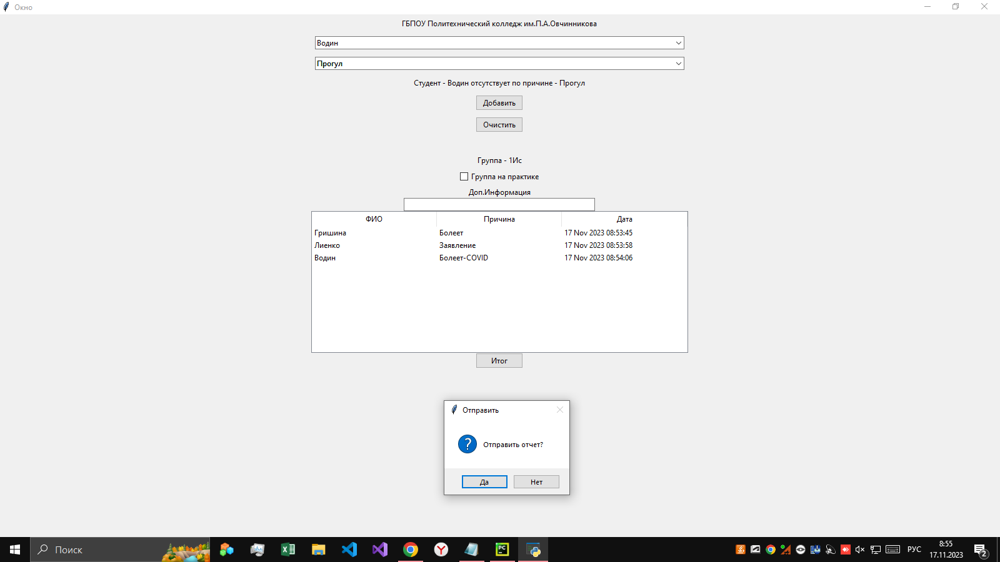 Окно
ГБПОУ Политехнический колледж им.П.А.Овчинникова
Водин
Прогул
Студент - Водин отсутствует по причине - Прогул
Добавить
Очистить
Группа - 1Ис
Группа на практике
Доп.Информация
ФИО Причина Дата
Гришина Болеет 17 Nov 2023 08:53:45
Лиенко Заявление 17 Nov 2023 08:53:58
Водин Болеет-COVID 17 Nov 2023 08:54:06
Итог
Отправить
Отправить отчет?
Да Нет
Поиск
PC
РУС
8:55
17.11.2023
2